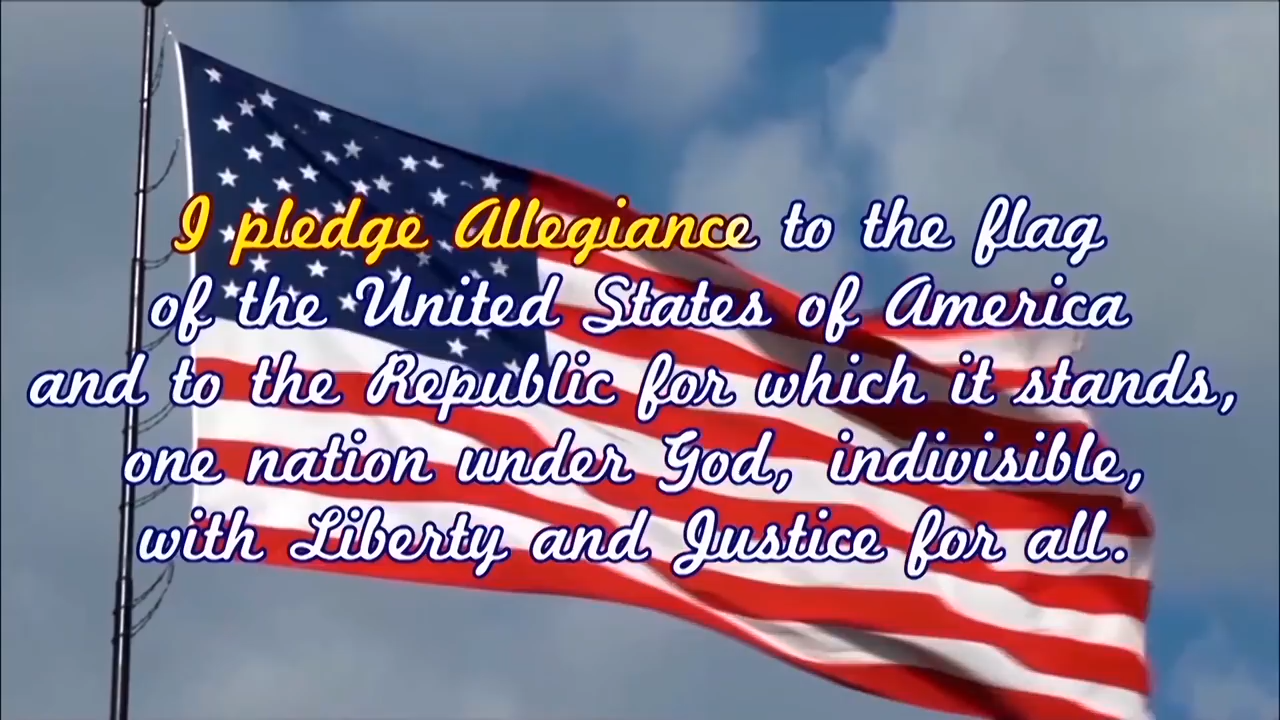 I pledge Allegiance to the flag
of the United States of America
and to the Republic for which it stands,
one nation under God, indivisible,
with Liberty and Justice for all.